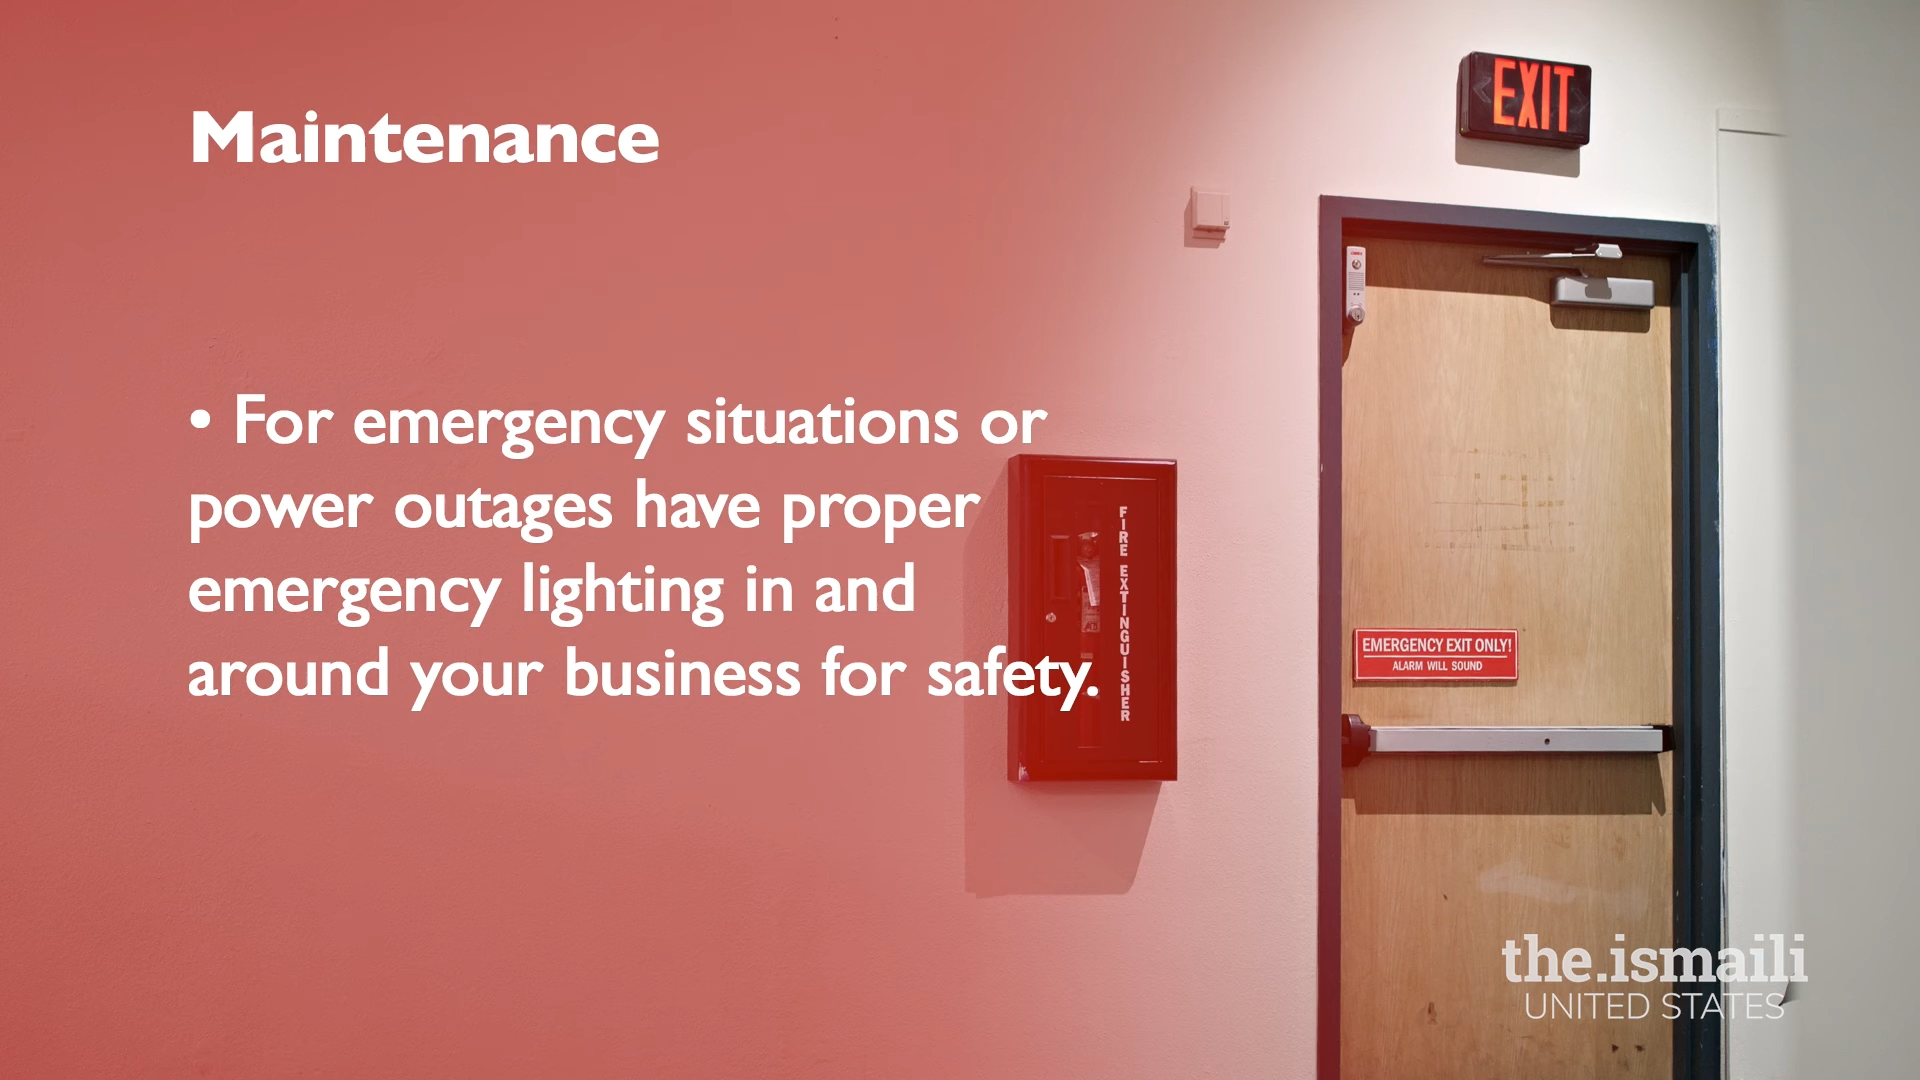 Maintenance
• For emergency situations or
power outages have proper
emergency lighting in and
around your business for safety.
EXIT
FIRE EXTINGUISHER
EMERGENCY EXIT ONLY!
ALARM WILL SOUND
the.ismaili
UNITED STATES